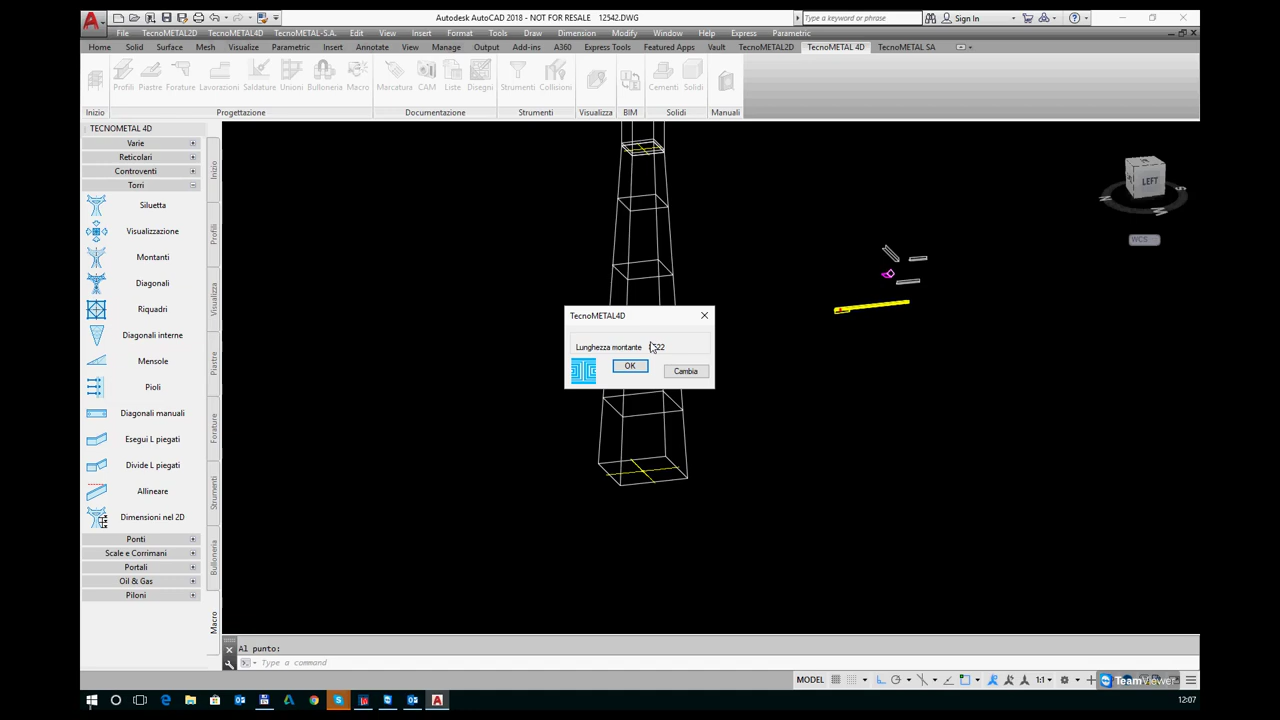 Autodesk AutoCAD 2018 - NOT FOR RESALE 12542.DWG
Type a keyword or phrase
Sign In
File TecnoMETAL2D TecnoMETAL4D TecnoMETAL-S.A. Edit View Insert Format Tools Draw Dimension Modify Window Help Express Parametric
Home Solid Surface Mesh Visualize Parametric Insert Annotate View Manage Output Add-ins A360 Express Tools Featured Apps Vault TecnoMETAL2D TecnoMETAL 4D TecnoMETAL SA
Profili Piastre Forature Lavorazioni Saldature Unioni Bulloneria Macro Marcatura CAM Liste Disegni Strumenti Collisioni Cementi Solidi
Inizio Progettazione Documentazione Strumenti Visualizza BIM Solidi Manuali
TECNOMETAL 4D
Varie
Reticolari
Controventi
Torri
Siluetta
Visualizzazione
Montanti
Diagonali
Riquadri
Diagonali interne
Mensole
Pioli
Diagonali manuali
Esegui L piegati
Divide L piegati
Allineare
Dimensioni nel 2D
Ponti
Scale e Corrimani
Portali
Oil & Gas
Piloni
Inizio
Profili
Visualizza
Piastre
Forature
Strumenti
Bulloneria
Macro
LEFT
WCS
TecnoMETAL4D
Lunghezza montante
OK
Cambia
Al punto:
Type a command
MODEL
1:1
TeamViewer
12:07